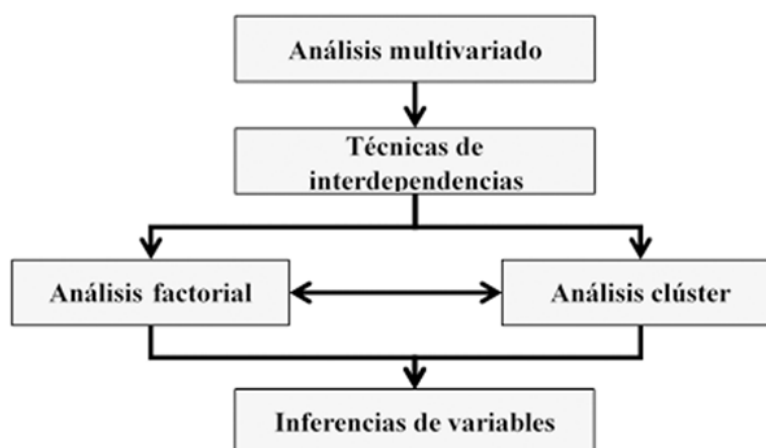 Análisis multivariado
Técnicas de
interdependencias
Análisis factorial
Análisis clúster
Inferencias de variables